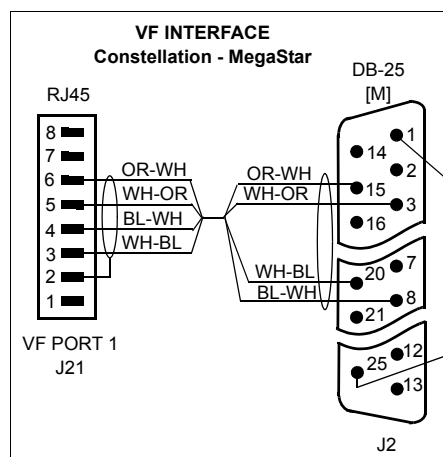 VF INTERFACE
Constellation - MegaStar
RJ45
DB-25
[M]
8
7
6
5
4
3
2
1
OR-WH
WH-OR
BL-WH
WH-BL
OR-WH
WH-OR
WH-BL
BL-WH
1
14
2
15
3
16
7
20
8
21
12
25
13
VF PORT 1
J21
J2